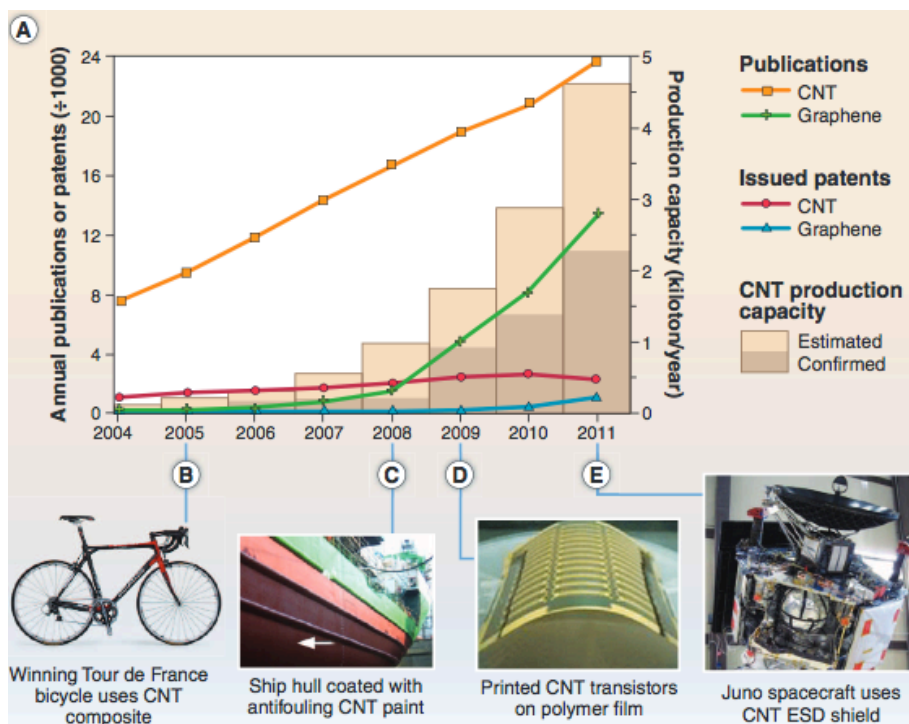 A
Annual publications or patents (÷1000)
24
20
16
12
8
4
0
5
4
3
2
1
0
Production capacity (kiloton/year)
2004 2005 2006 2007 2008 2009 2010 2011
Publications
CNT
Graphene
Issued patents
CNT
Graphene
CNT production
capacity
Estimated
Confirmed
B
C
D
E
Winning Tour de France
bicycle uses CNT
composite
Ship hull coated with
antifouling CNT paint
Printed CNT transistors
on polymer film
Juno spacecraft uses
CNT ESD shield